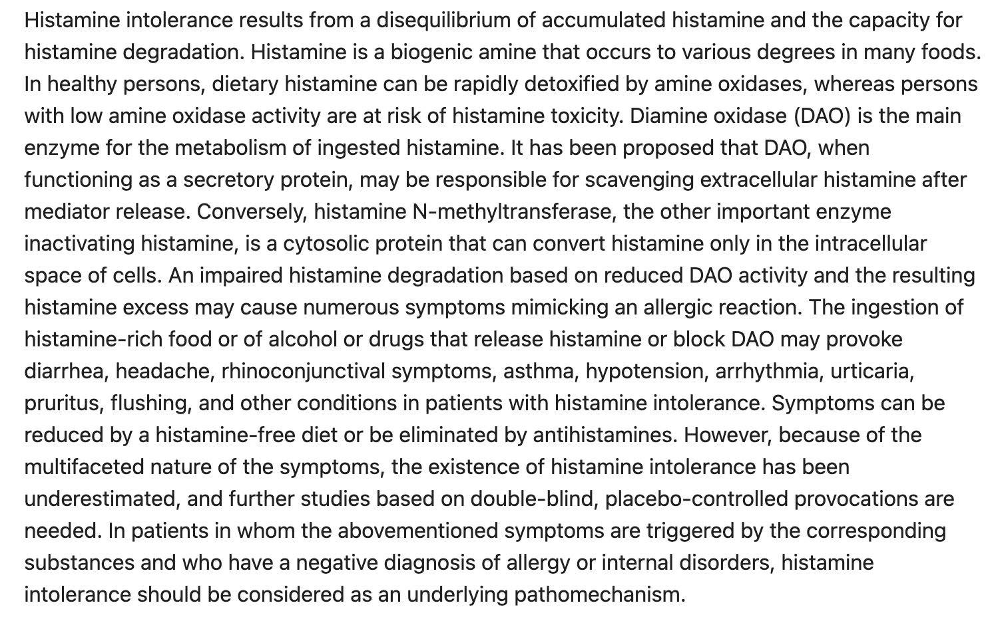 Histamine intolerance results from a disequilibrium of accumulated histamine and the capacity for
histamine degradation. Histamine is a biogenic amine that occurs to various degrees in many foods.
In healthy persons, dietary histamine can be rapidly detoxified by amine oxidases, whereas persons
with low amine oxidase activity are at risk of histamine toxicity. Diamine oxidase (DAO) is the main
enzyme for the metabolism of ingested histamine. It has been proposed that DAO, when
functioning as a secretory protein, may be responsible for scavenging extracellular histamine after
mediator release. Conversely, histamine N-methyltransferase, the other important enzyme
inactivating histamine, is a cytosolic protein that can convert histamine only in the intracellular
space of cells. An impaired histamine degradation based on reduced DAO activity and the resulting
histamine excess may cause numerous symptoms mimicking an allergic reaction. The ingestion of
histamine-rich food or of alcohol or drugs that release histamine or block DAO may provoke
diarrhea, headache, rhinoconjunctival symptoms, asthma, hypotension, arrhythmia, urticaria,
pruritus, flushing, and other conditions in patients with histamine intolerance. Symptoms can be
reduced by a histamine-free diet or be eliminated by antihistamines. However, because of the
multifaceted nature of the symptoms, the existence of histamine intolerance has been
underestimated, and further studies based on double-blind, placebo-controlled provocations are
needed. In patients in whom the abovementioned symptoms are triggered by the corresponding
substances and who have a negative diagnosis of allergy or internal disorders, histamine
intolerance should be considered as an underlying pathomechanism.